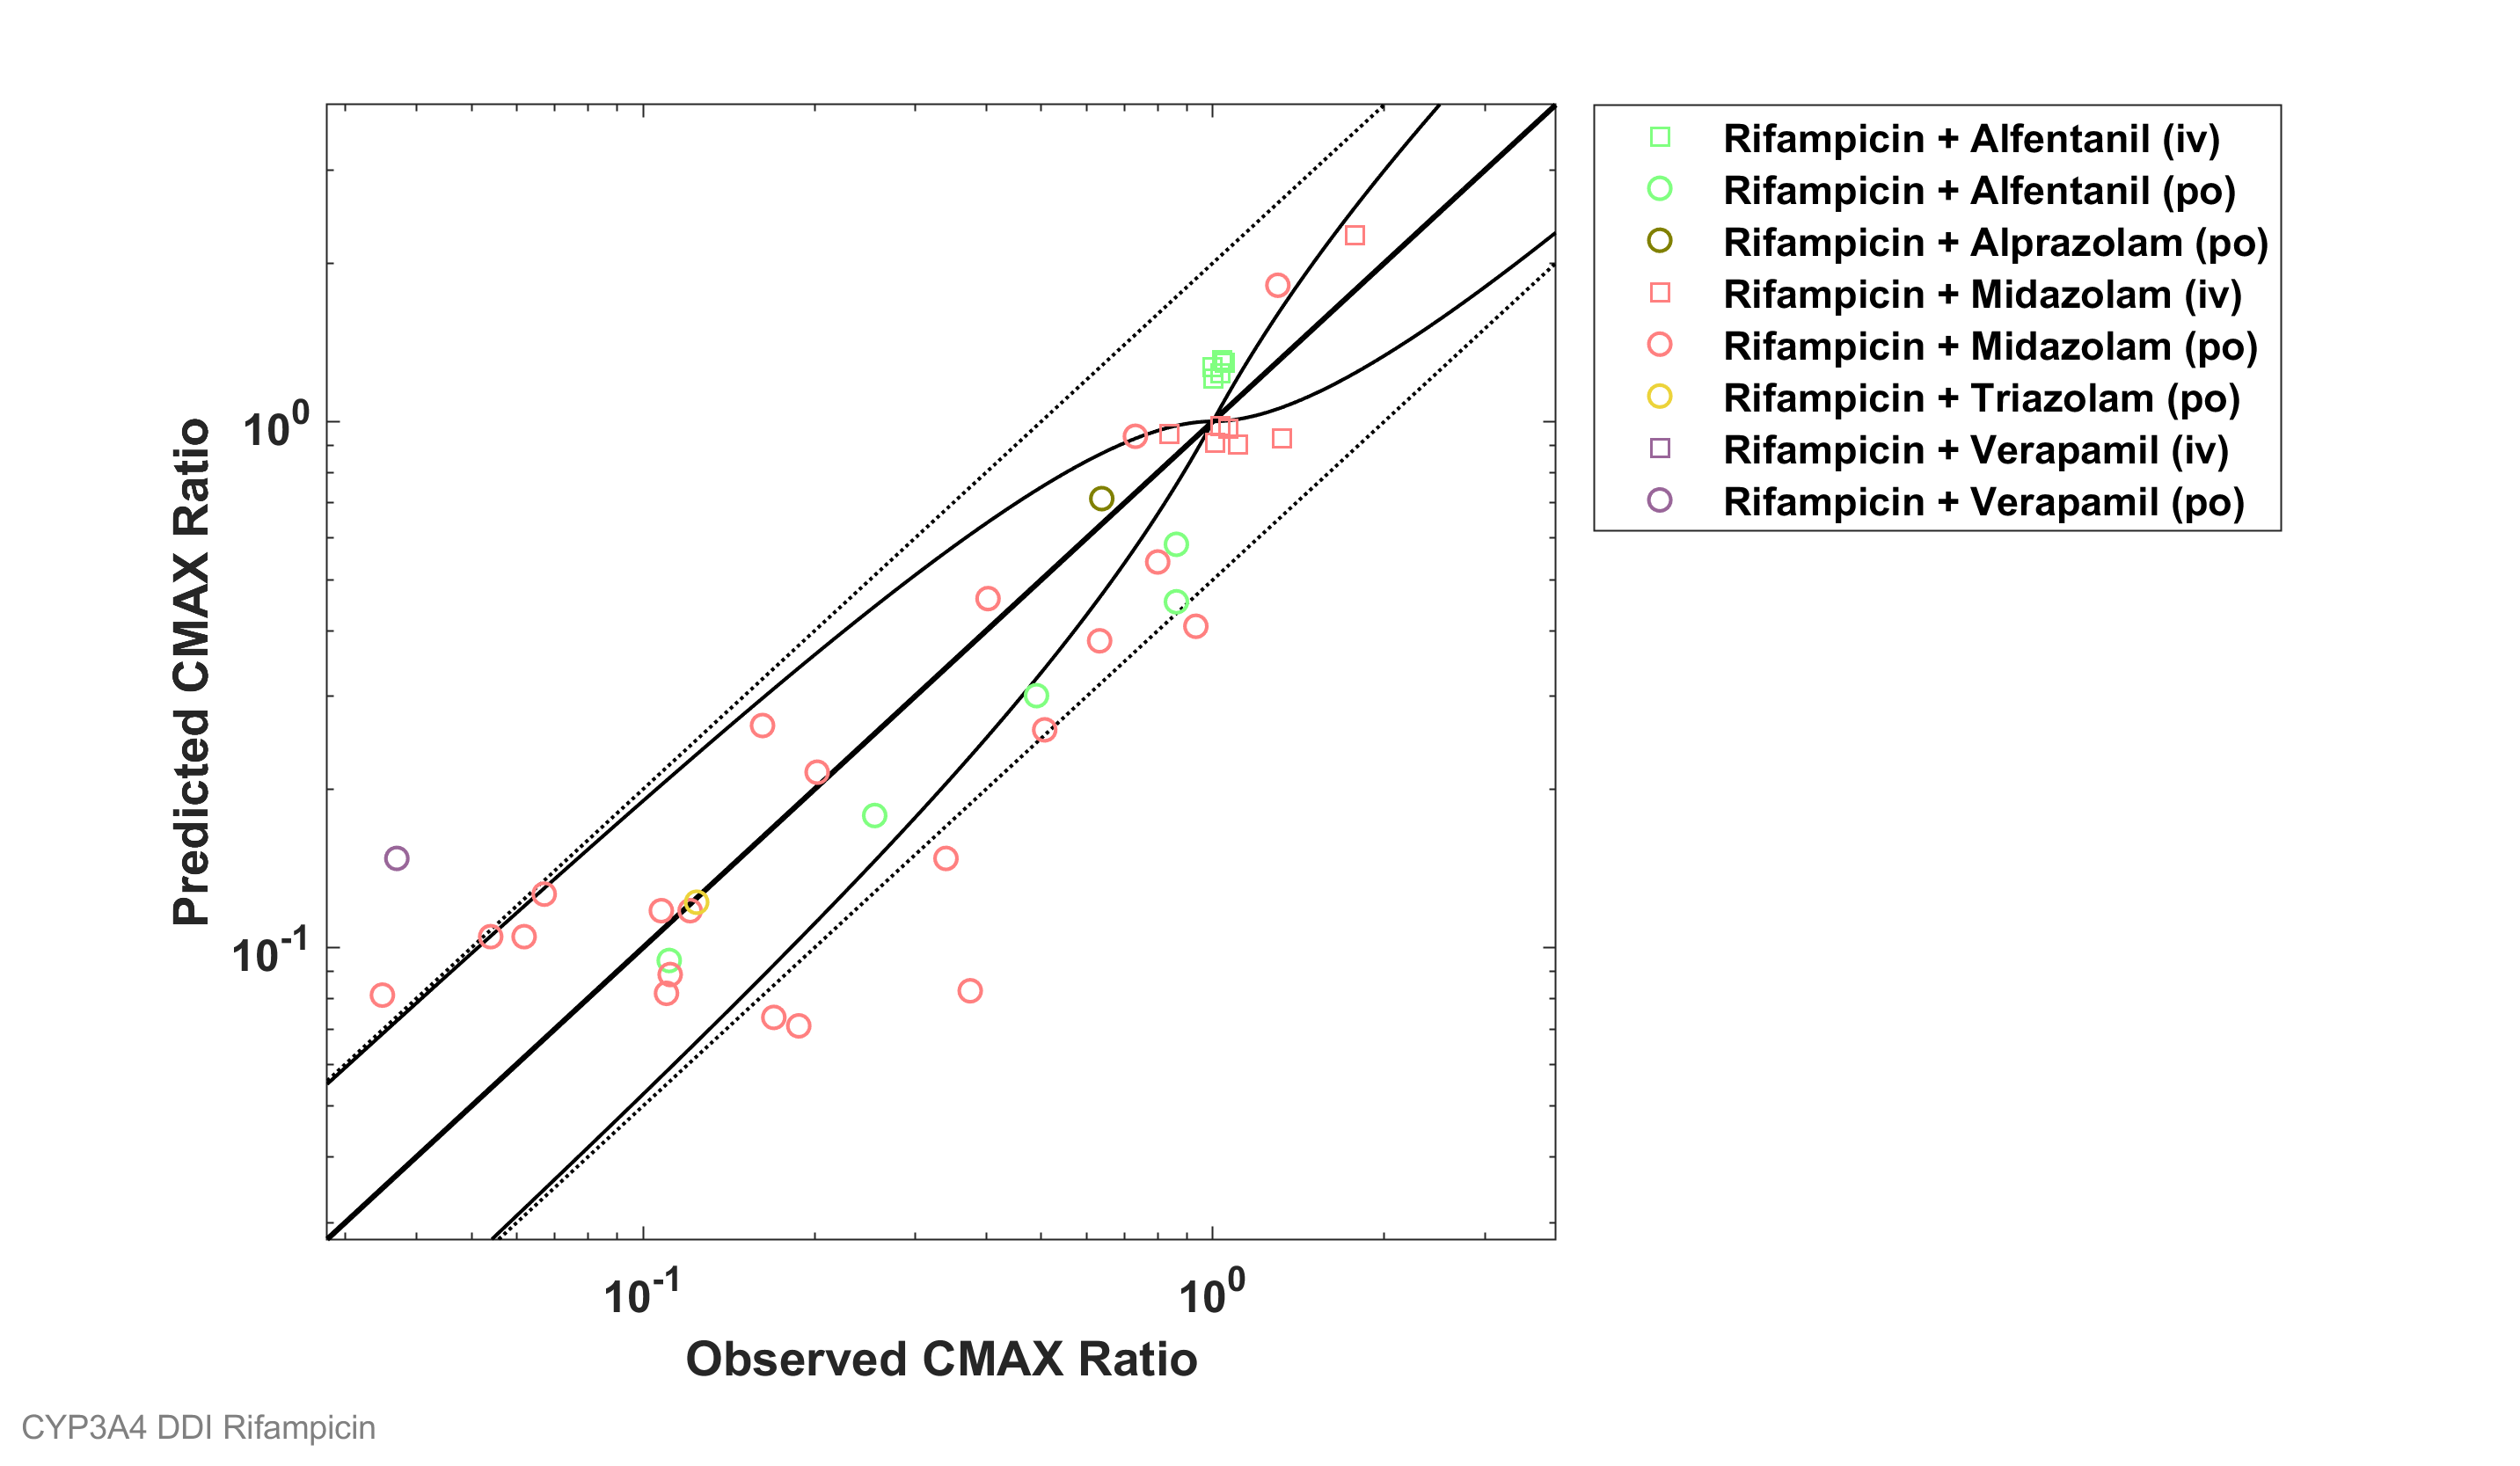 Rifampicin + Alfentanil (iv)
Rifampicin + Alfentanil (po)
Rifampicin + Alprazolam (po)
Rifampicin + Midazolam (iv)
Rifampicin + Midazolam (po)
Rifampicin + Triazolam (po)
Rifampicin + Verapamil (iv)
Rifampicin + Verapamil (po)
Predicted CMAX Ratio
10⁰
10⁻¹
10⁻¹
10⁰
Observed CMAX Ratio
CYP3A4 DDI Rifampicin